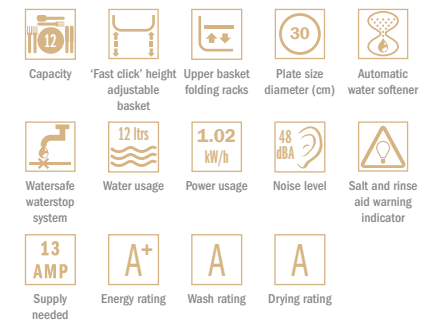 12
30
Capacity
‘Fast click’ height
adjustable
basket
Upper basket
folding racks
Plate size
diameter (cm)
Automatic
water softener
12 ltrs
1.02
kW/h
48
dBA
Watersafe
waterstop
system
Water usage
Power usage
Noise level
Salt and rinse
aid warning
indicator
13
AMP
A+
A
A
Supply
needed
Energy rating
Wash rating
Drying rating